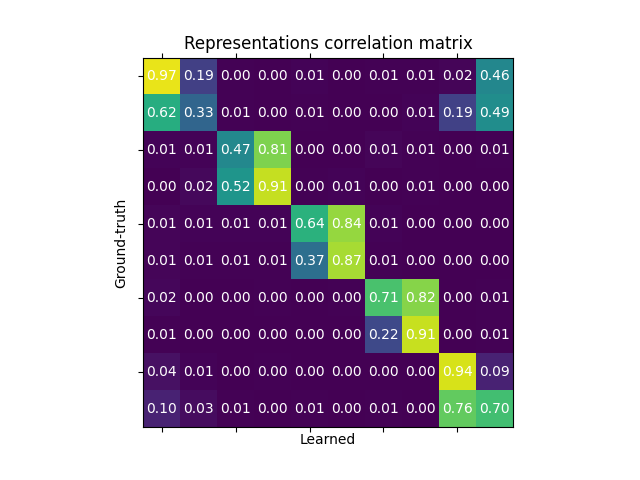 Representations correlation matrix
0.97 0.19 0.00 0.00 0.01 0.00 0.01 0.01 0.02 0.46
0.62 0.33 0.01 0.00 0.01 0.00 0.00 0.01 0.19 0.49
0.01 0.01 0.47 0.81 0.00 0.00 0.01 0.01 0.00 0.01
0.00 0.02 0.52 0.91 0.00 0.01 0.00 0.01 0.00 0.00
0.01 0.01 0.01 0.01 0.64 0.84 0.01 0.00 0.00 0.00
0.01 0.01 0.01 0.00 0.37 0.87 0.01 0.00 0.00 0.00
0.02 0.00 0.00 0.00 0.00 0.00 0.71 0.82 0.00 0.01
0.01 0.00 0.00 0.00 0.00 0.00 0.22 0.91 0.00 0.01
0.04 0.01 0.00 0.00 0.00 0.00 0.00 0.00 0.94 0.09
0.10 0.03 0.01 0.00 0.01 0.00 0.01 0.00 0.76 0.70
Ground-truth
Learned